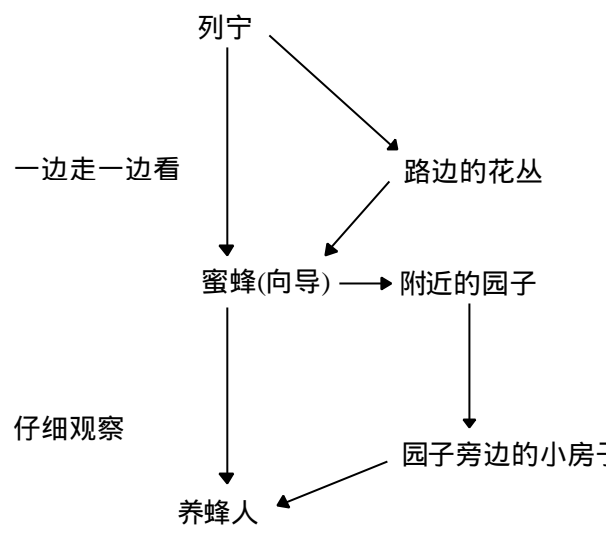 列宁
一边走一边看
路边的花丛
蜜蜂(向导)
附近的园子
仔细观察
园子旁边的小房子
养蜂人